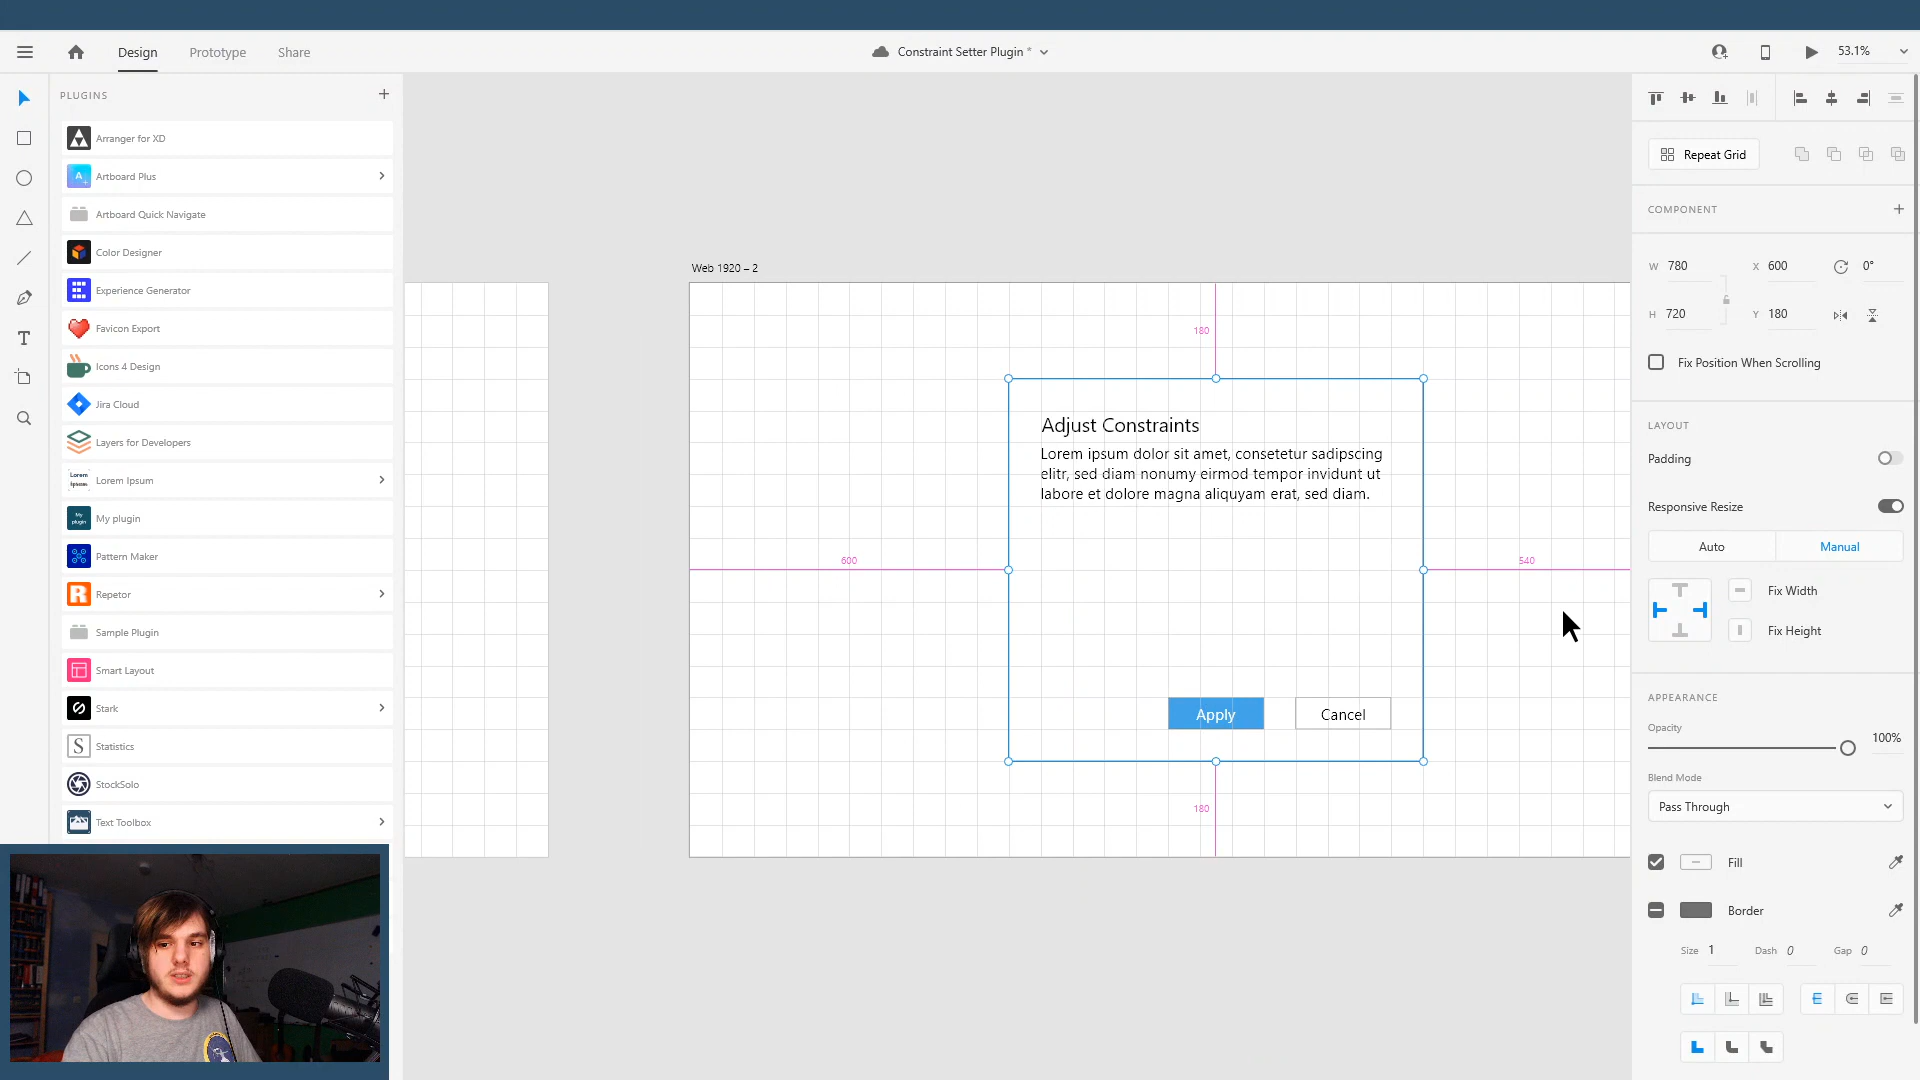 Design
Prototype
Share
Constraint Setter Plugin *
53.1%
PLUGINS
Arranger for XD
Artboard Plus
Artboard Quick Navigate
Color Designer
Experience Generator
Favicon Export
Icons 4 Design
Jira Cloud
Layers for Developers
Lorem Ipsum
My plugin
Pattern Maker
Repetor
Sample Plugin
Smart Layout
Stark
Statistics
StockSolo
Text Toolbox
Web 1920 – 2
180
Adjust Constraints
Lorem ipsum dolor sit amet, consetetur sadipscing
elitr, sed diam nonumy eirmod tempor invidunt ut
labore et dolore magna aliquyam erat, sed diam.
600
540
Apply
Cancel
180
Repeat Grid
COMPONENT
W 780
X 600
0°
H 720
Y 180
Fix Position When Scrolling
LAYOUT
Padding
Responsive Resize
Auto
Manual
Fix Width
Fix Height
APPEARANCE
Opacity
100%
Blend Mode
Pass Through
Fill
Border
Size 1
Dash 0
Gap 0